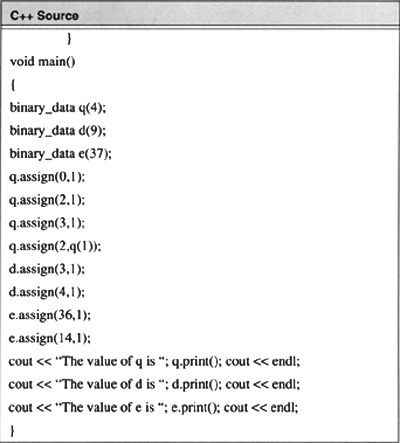 C++ Source
}
void main()
{
binary_data q(4);
binary_data d(9);
binary_data e(37);
q.assign(0,1);
q.assign(2,1);
q.assign(3,1);
q.assign(2,q(1));
d.assign(3,1);
d.assign(4,1);
e.assign(36,1);
e.assign(14,1);
cout << “The value of q is “; q.print(); cout << endl;
cout << “The value of d is “; d.print(); cout << endl;
cout << “The value of e is “; e.print(); cout << endl;
}